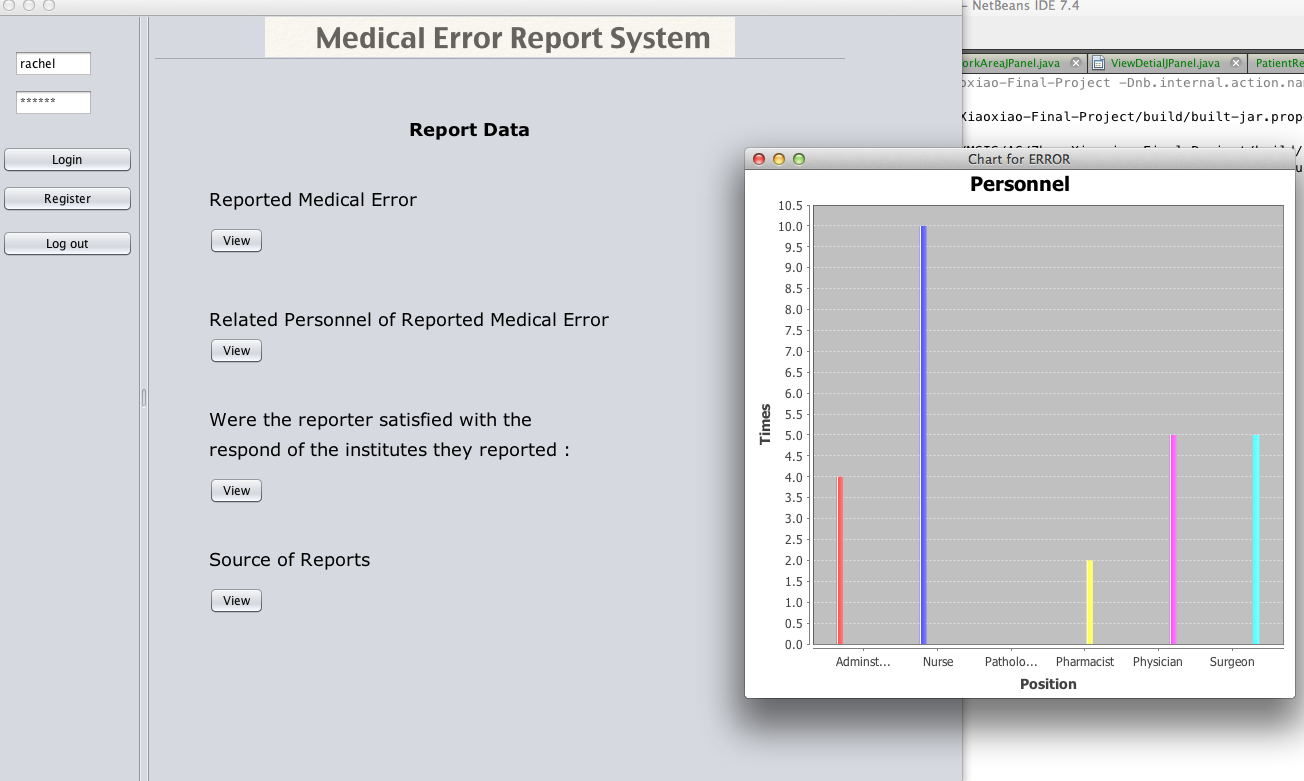 - NetBeans IDE 7.4
Medical Error Report System
rachel
******
Login
Register
Log out
Report Data
Reported Medical Error
View
Related Personnel of Reported Medical Error
View
Were the reporter satisfied with the
respond of the institutes they reported :
View
Source of Reports
View
orkAreaJPanel.java
ViewDetialJPanel.java
PatientRe
oxiao-Final-Project -Dnb.internal.action.na
Xiaoxiao-Final-Project/build/built-jar.prop
Chart for ERROR
Personnel
10.5
10.0
9.5
9.0
8.5
8.0
7.5
7.0
6.5
6.0
5.5
5.0
4.5
4.0
3.5
3.0
2.5
2.0
1.5
1.0
0.5
0.0
Times
Adminst...
Nurse
Patholo...
Pharmacist
Physician
Surgeon
Position